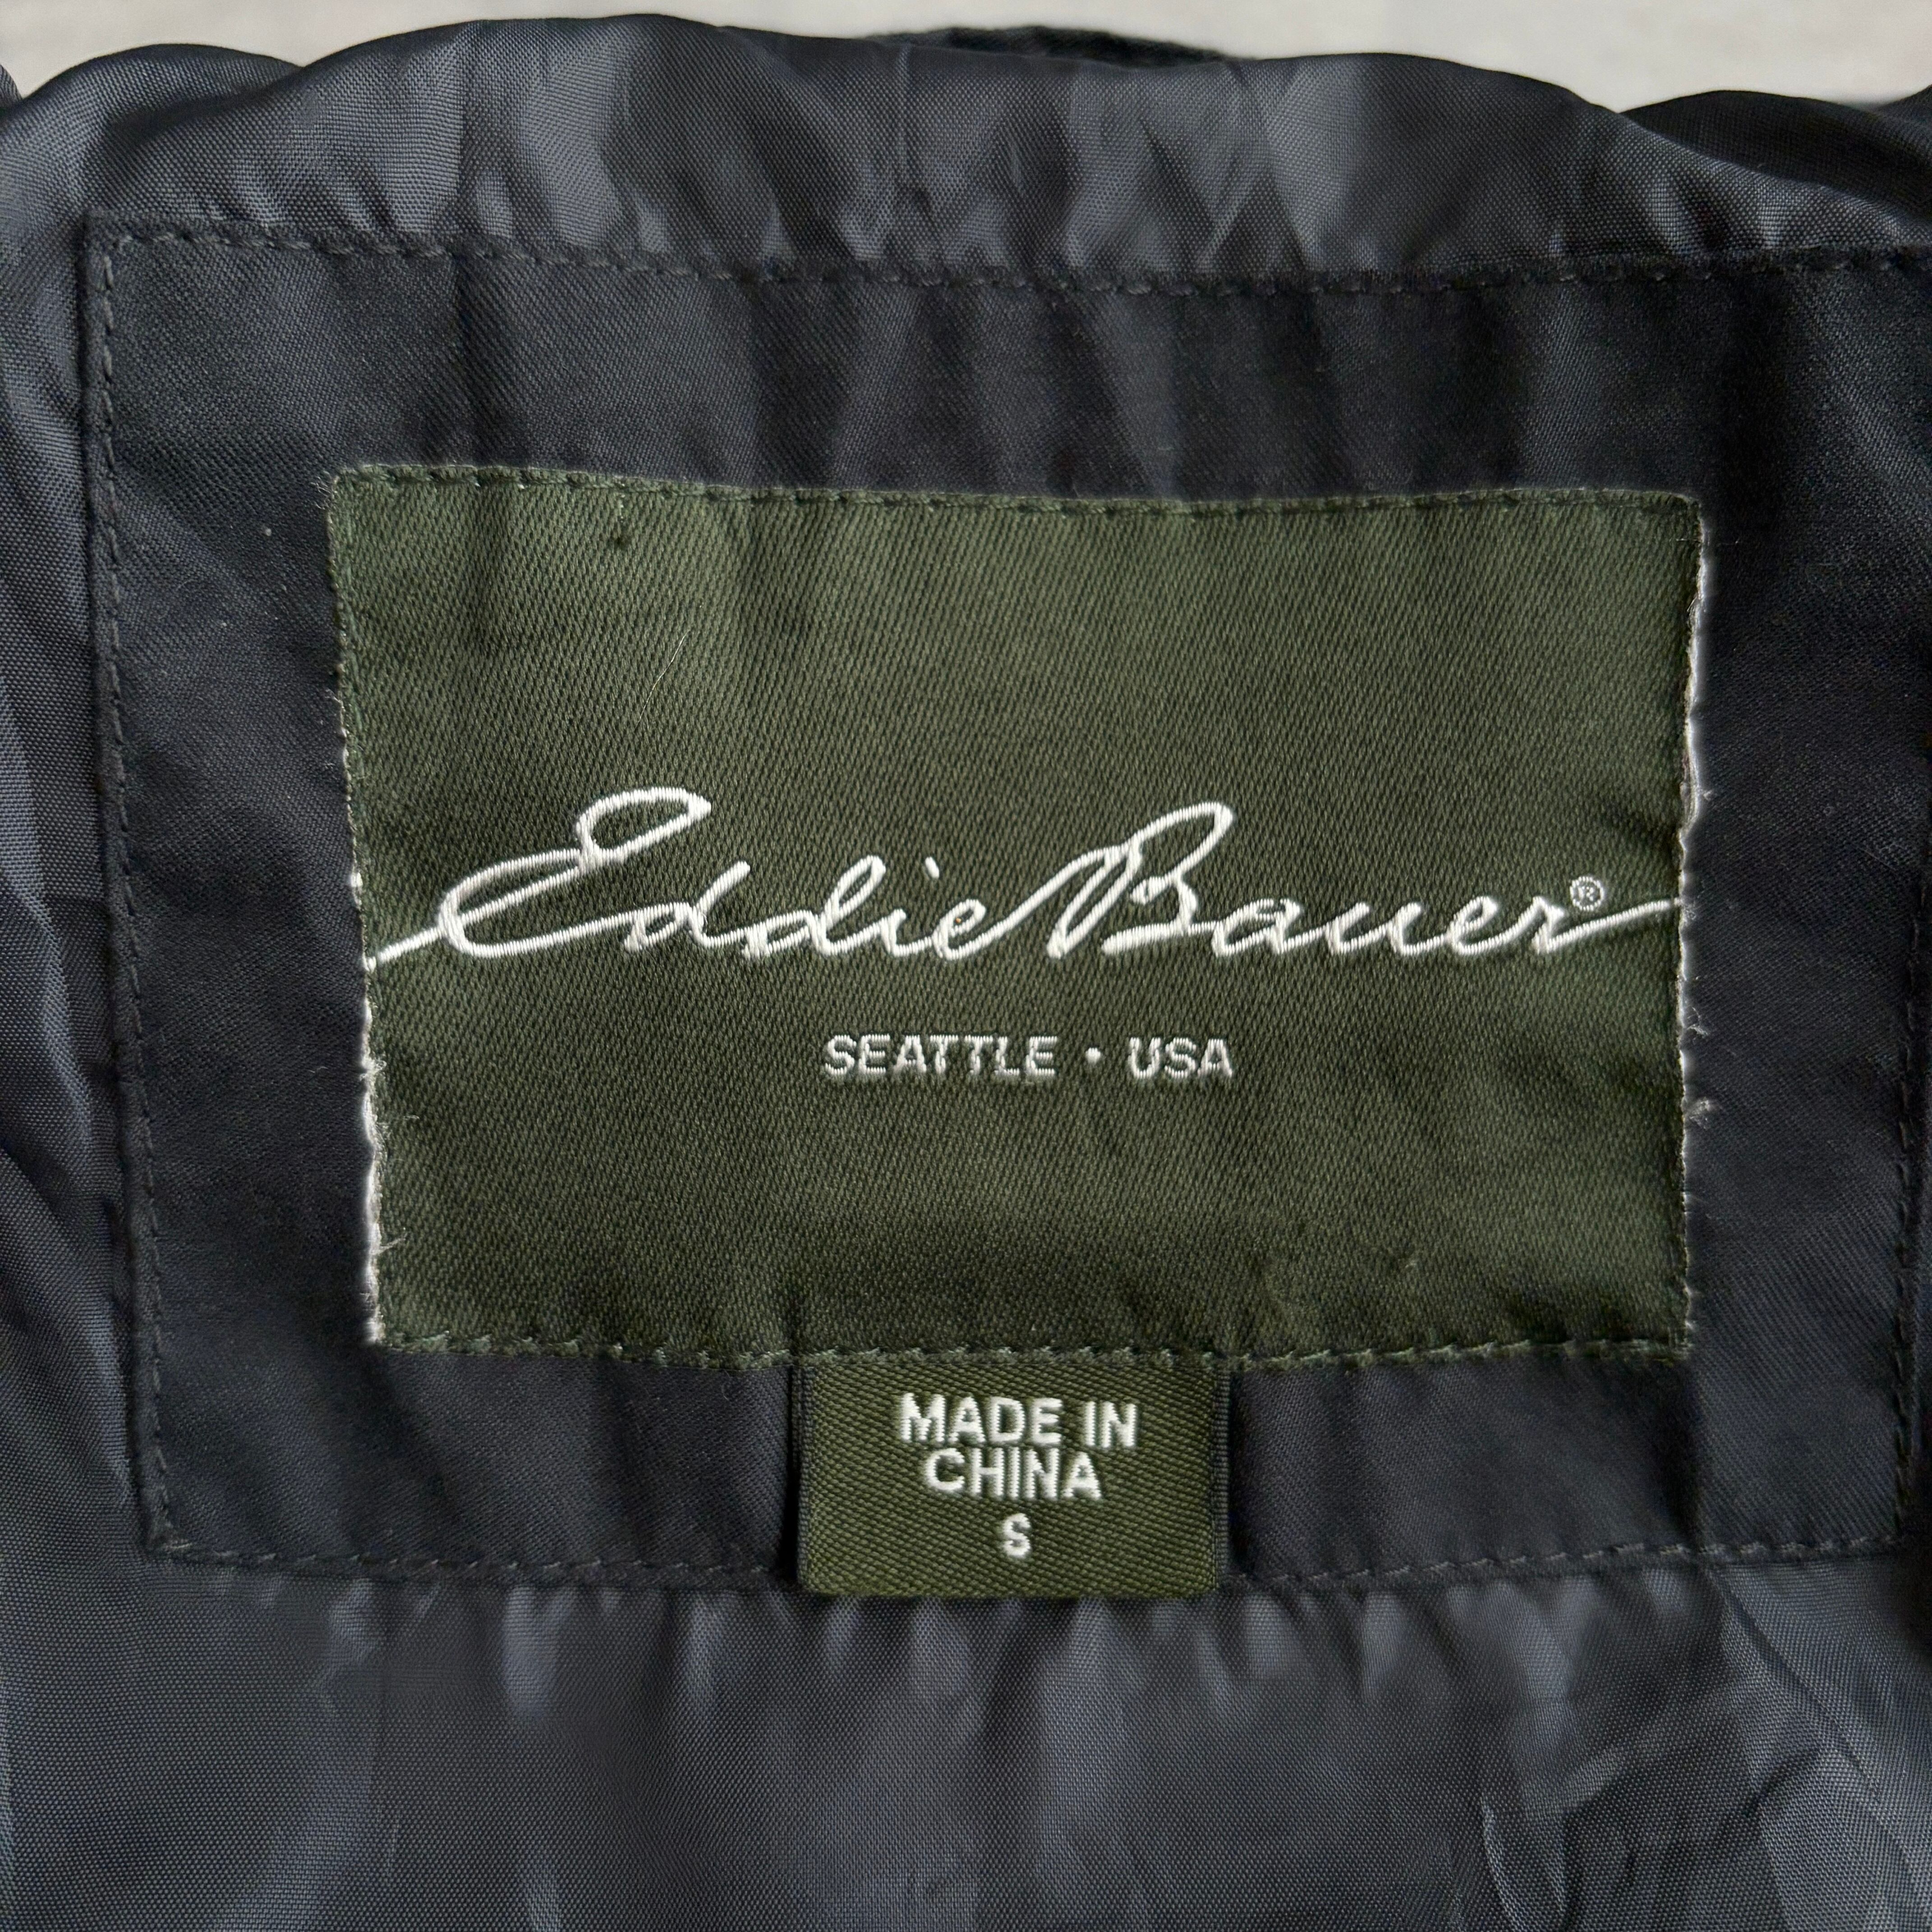 Eddie Bauer®
SEATTLE • USA
MADE IN
CHINA
S